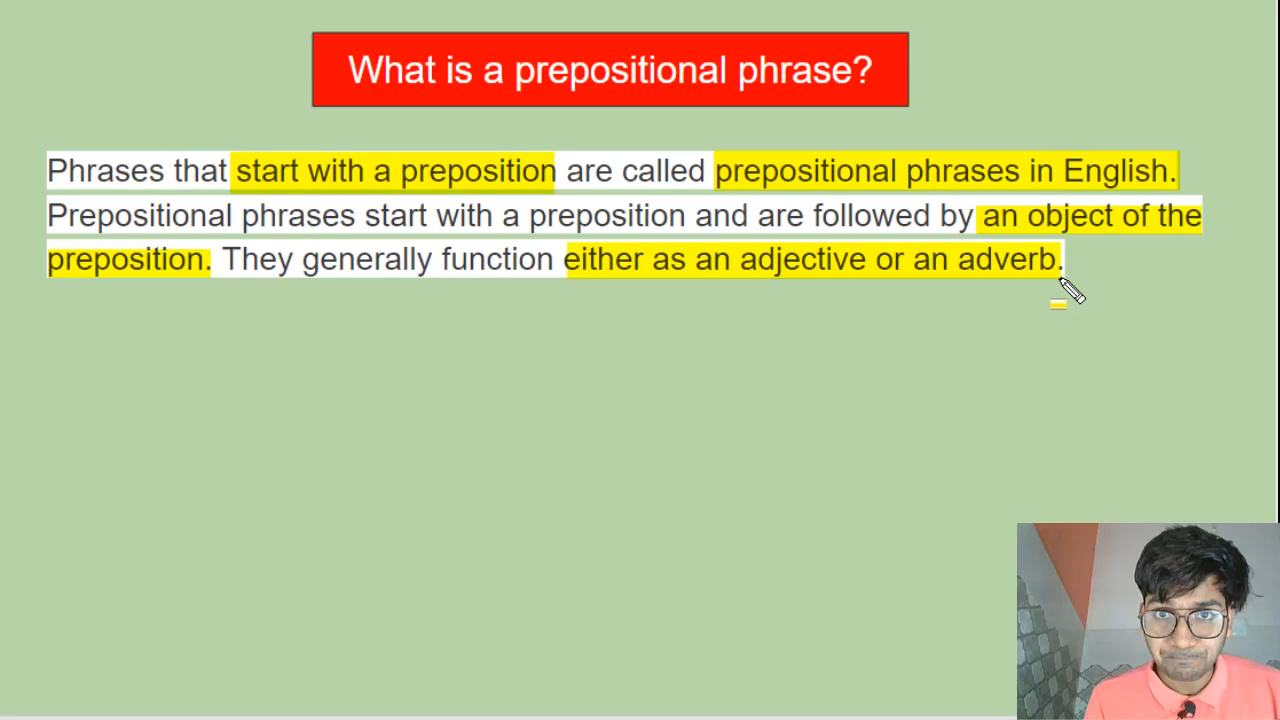 What is a prepositional phrase?
Phrases that start with a preposition are called prepositional phrases in English.
Prepositional phrases start with a preposition and are followed by an object of the
preposition. They generally function either as an adjective or an adverb.